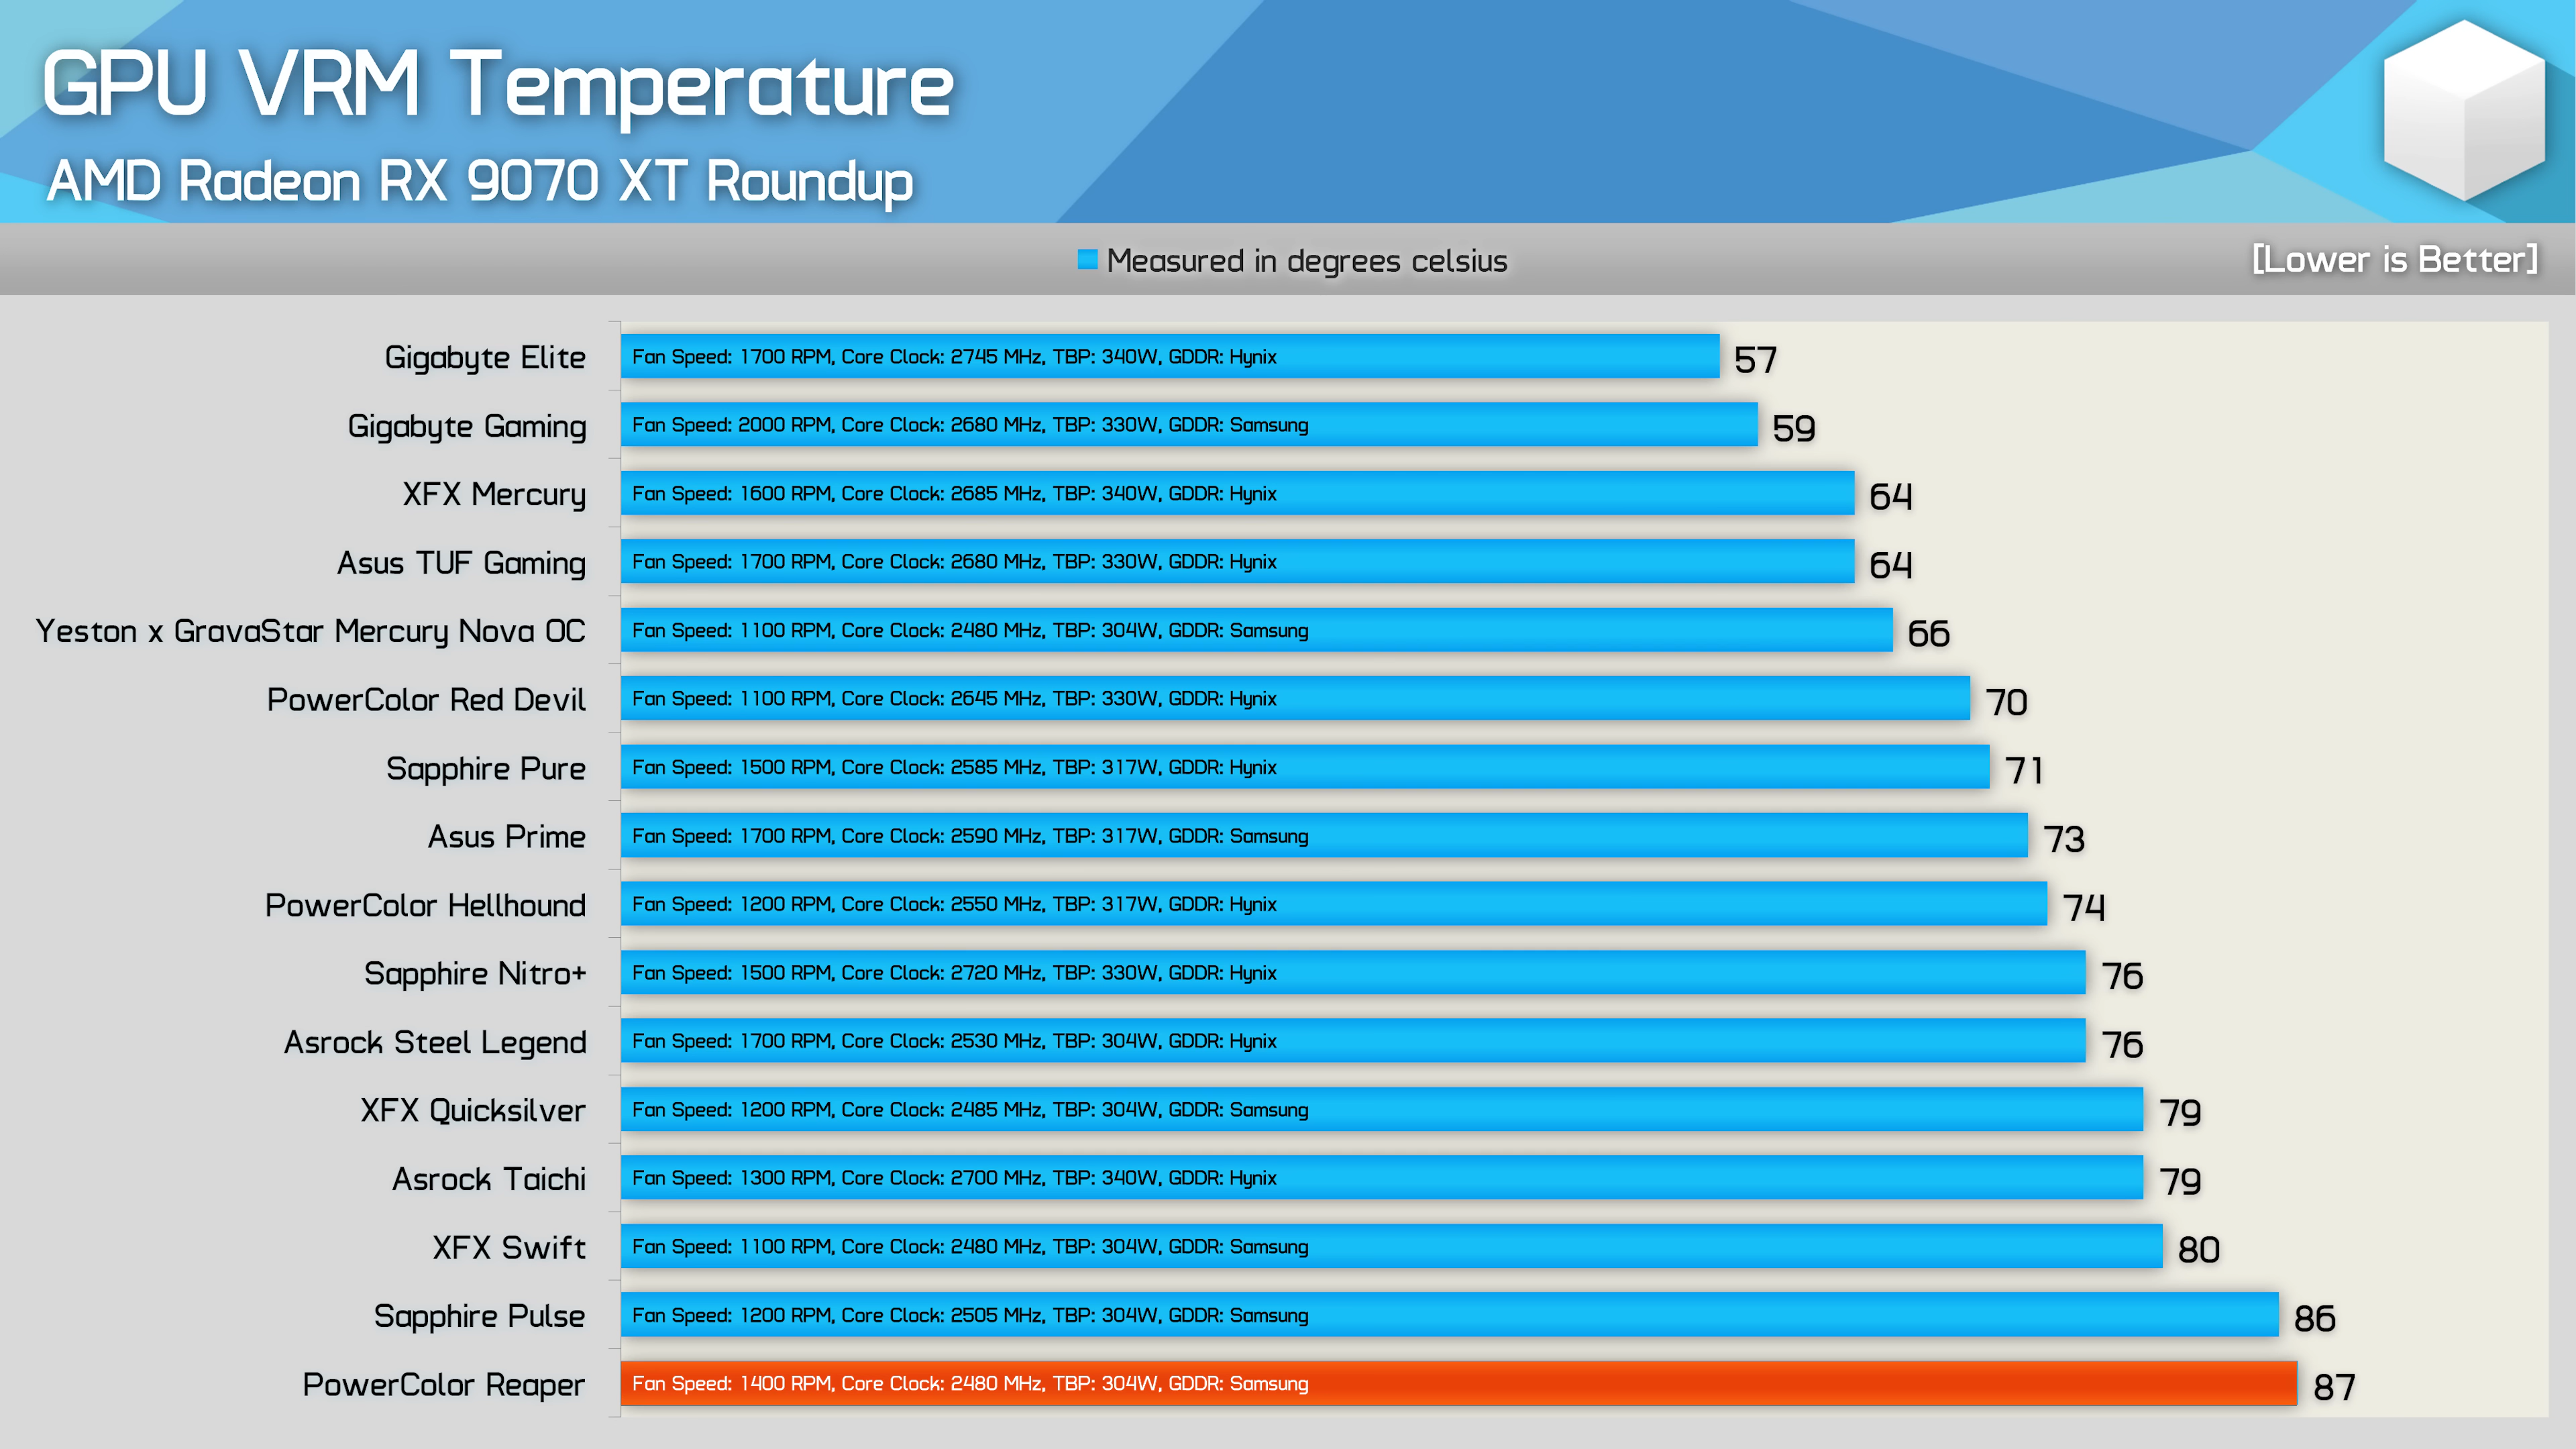 GPU VRM Temperature
AMD Radeon RX 9070 XT Roundup
Measured in degrees celsius
[Lower is Better]
Gigabyte Elite Fan Speed: 1700 RPM, Core Clock: 2745 MHz, TBP: 340W, GDDR: Hynix 57
Gigabyte Gaming Fan Speed: 2000 RPM, Core Clock: 2680 MHz, TBP: 330W, GDDR: Samsung 59
XFX Mercury Fan Speed: 1600 RPM, Core Clock: 2685 MHz, TBP: 340W, GDDR: Hynix 64
Asus TUF Gaming Fan Speed: 1700 RPM, Core Clock: 2680 MHz, TBP: 330W, GDDR: Hynix 64
Yeston x GravaStar Mercury Nova OC Fan Speed: 1100 RPM, Core Clock: 2480 MHz, TBP: 304W, GDDR: Samsung 66
PowerColor Red Devil Fan Speed: 1100 RPM, Core Clock: 2645 MHz, TBP: 330W, GDDR: Hynix 70
Sapphire Pure Fan Speed: 1500 RPM, Core Clock: 2585 MHz, TBP: 317W, GDDR: Hynix 71
Asus Prime Fan Speed: 1700 RPM, Core Clock: 2590 MHz, TBP: 317W, GDDR: Samsung 73
PowerColor Hellhound Fan Speed: 1200 RPM, Core Clock: 2550 MHz, TBP: 317W, GDDR: Hynix 74
Sapphire Nitro+ Fan Speed: 1500 RPM, Core Clock: 2720 MHz, TBP: 330W, GDDR: Hynix 76
Asrock Steel Legend Fan Speed: 1700 RPM, Core Clock: 2530 MHz, TBP: 304W, GDDR: Hynix 76
XFX Quicksilver Fan Speed: 1200 RPM, Core Clock: 2485 MHz, TBP: 304W, GDDR: Samsung 79
Asrock Taichi Fan Speed: 1300 RPM, Core Clock: 2700 MHz, TBP: 340W, GDDR: Hynix 79
XFX Swift Fan Speed: 1100 RPM, Core Clock: 2480 MHz, TBP: 304W, GDDR: Samsung 80
Sapphire Pulse Fan Speed: 1200 RPM, Core Clock: 2505 MHz, TBP: 304W, GDDR: Samsung 86
PowerColor Reaper Fan Speed: 1400 RPM, Core Clock: 2480 MHz, TBP: 304W, GDDR: Samsung 87